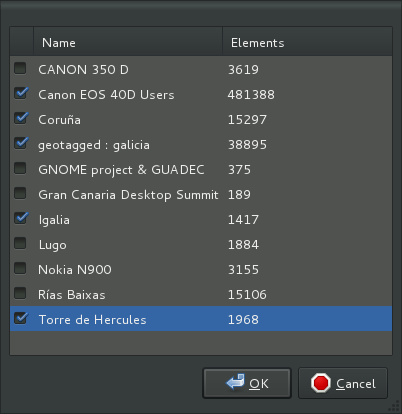 Name Elements
CANON 350 D 3619
Canon EOS 40D Users 481388
Coruña 15297
geotagged : galicia 38895
GNOME project & GUADEC 375
Gran Canaria Desktop Summit 189
Igalia 1417
Lugo 1884
Nokia N900 3155
Rías Baixas 15106
Torre de Hercules 1968
OK Cancel